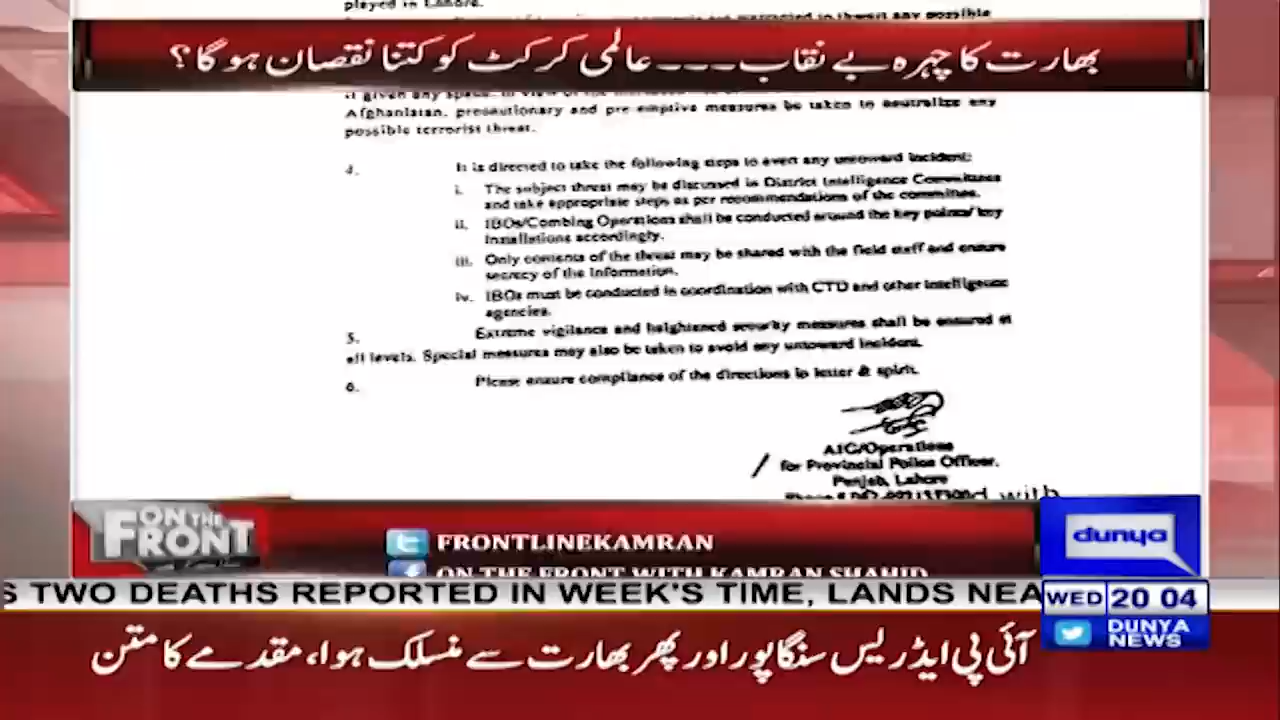 played in Lahore.
بھارت کا چہرہ بے نقاب ۔۔۔ عالمی کرکٹ کو کتنا نقصان ہوگا؟
Afghanistan, precautionary and pre emptive measures be taken to neutralize any
possible terrorist threat.
4. It is directed to take the following steps to evert any untoward incident:
i. The subject threat may be discussed in District Intelligence Committees
and take appropriate steps as per recommendations of the committee.
ii. IBOs/Combing Operations shall be conducted around the key points/ key
installations accordingly.
iii. Only contents of the threat may be shared with the field staff and ensure
secrecy of the information.
iv. IBOs must be conducted in coordination with CTD and other intelligence
agencies.
5. Extreme vigilance and heightened security measures shall be ensured at
all levels. Special measures may also be taken to avoid any untoward incident.
6. Please ensure compliance of the directions in letter & spirit.
AIG/Operations
/ for Provincial Police Officer,
Punjab, Lahore
ON THE
FRONT
FRONTLINEKAMRAN
ON THE FRONT WITH KAMRAN SHAHID
dunya
S TWO DEATHS REPORTED IN WEEK'S TIME, LANDS NEA
WED 20 04
DUNYA
NEWS
آئی پی ایڈریس سنگاپور اور پھر بھارت سے منسلک ہوا، مقدمے کا متن